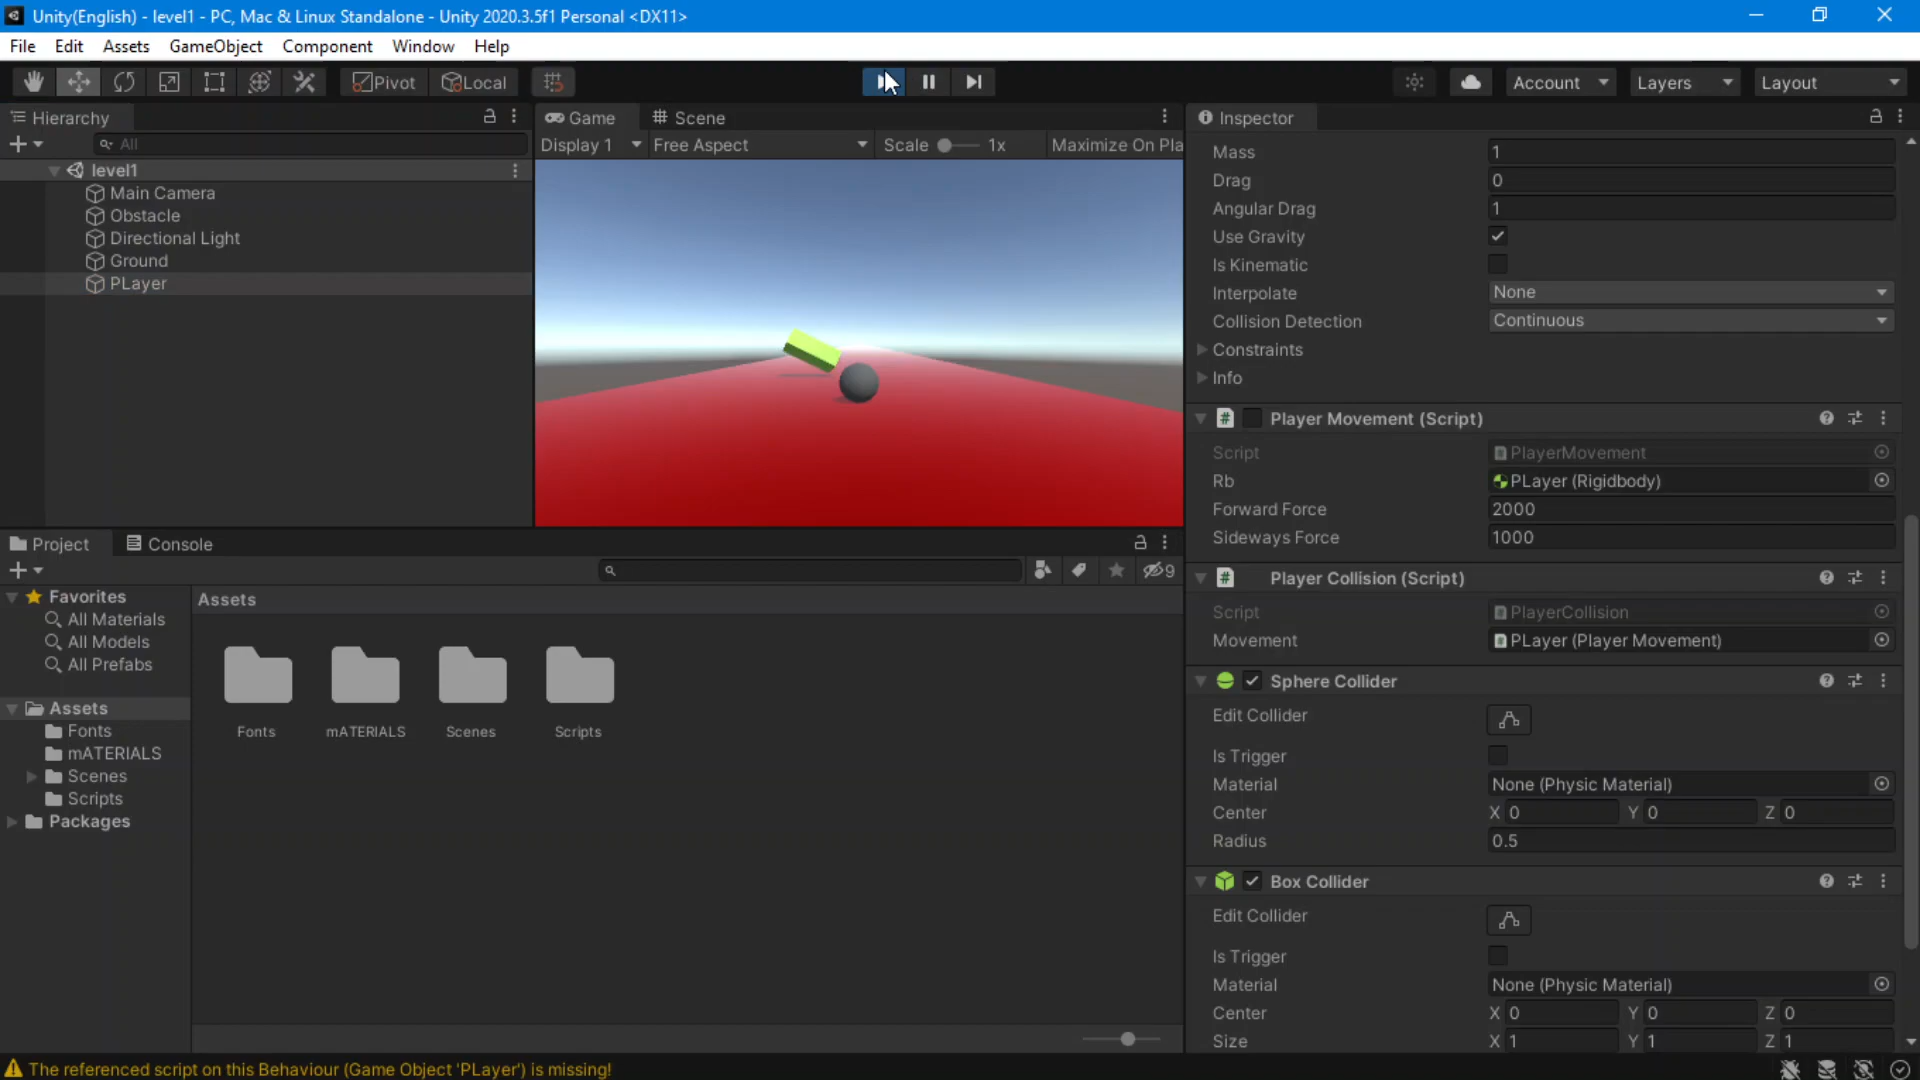 Unity(English) - level1 - PC, Mac & Linux Standalone - Unity 2020.3.5f1 Personal <DX11>
File Edit Assets GameObject Component Window Help
Pivot Local Account Layers Layout
Hierarchy
All
level1
Main Camera
Obstacle
Directional Light
Ground
PLayer
Game Scene
Display 1 Free Aspect Scale 1x Maximize On Pla
Inspector
Mass 1
Drag 0
Angular Drag 1
Use Gravity
Is Kinematic
Interpolate None
Collision Detection Continuous
Constraints
Info
# Player Movement (Script)
Script PlayerMovement
Rb PLayer (Rigidbody)
Forward Force 2000
Sideways Force 1000
# Player Collision (Script)
Script PlayerCollision
Movement PLayer (Player Movement)
Sphere Collider
Edit Collider
Is Trigger
Material None (Physic Material)
Center X 0 Y 0 Z 0
Radius 0.5
Box Collider
Edit Collider
Is Trigger
Material None (Physic Material)
Center X 0 Y 0 Z 0
Size X 1 Y 1 Z 1
Project Console
9
Favorites
All Materials
All Models
All Prefabs
Assets
Fonts
mATERIALS
Scenes
Scripts
Packages
Assets
Fonts mATERIALS Scenes Scripts
The referenced script on this Behaviour (Game Object 'PLayer') is missing!